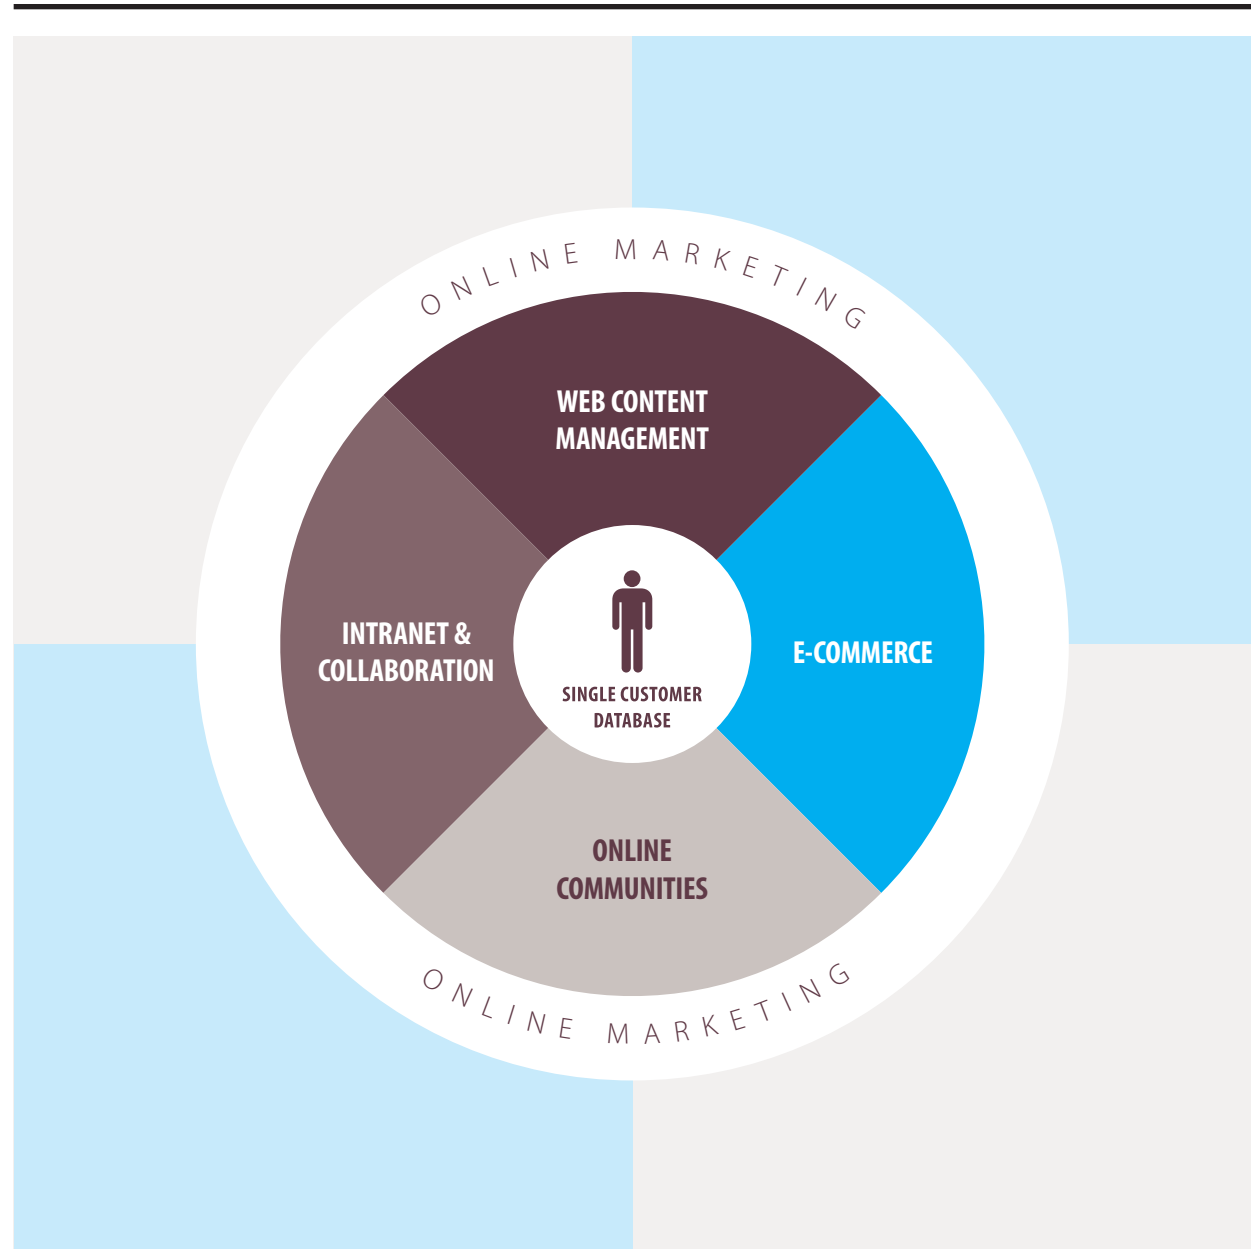 ONLINE MARKETING
WEB CONTENT
MANAGEMENT
INTRANET &
COLLABORATION
E-COMMERCE
SINGLE CUSTOMER
DATABASE
ONLINE
COMMUNITIES
ONLINE MARKETING